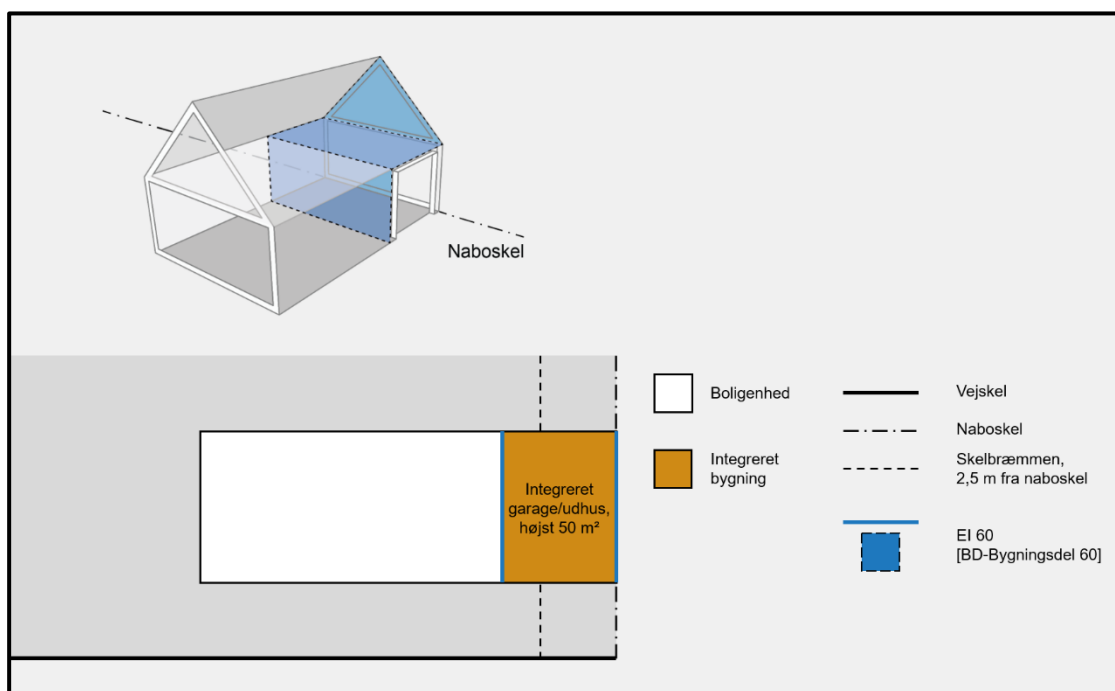 Naboskel
Integreret
garage/udhus,
højst 50 m²
Boligenhed
Integreret
bygning
Vejskel
Naboskel
Skelbræmmen,
2,5 m fra naboskel
EI 60
[BD-Bygningsdel 60]